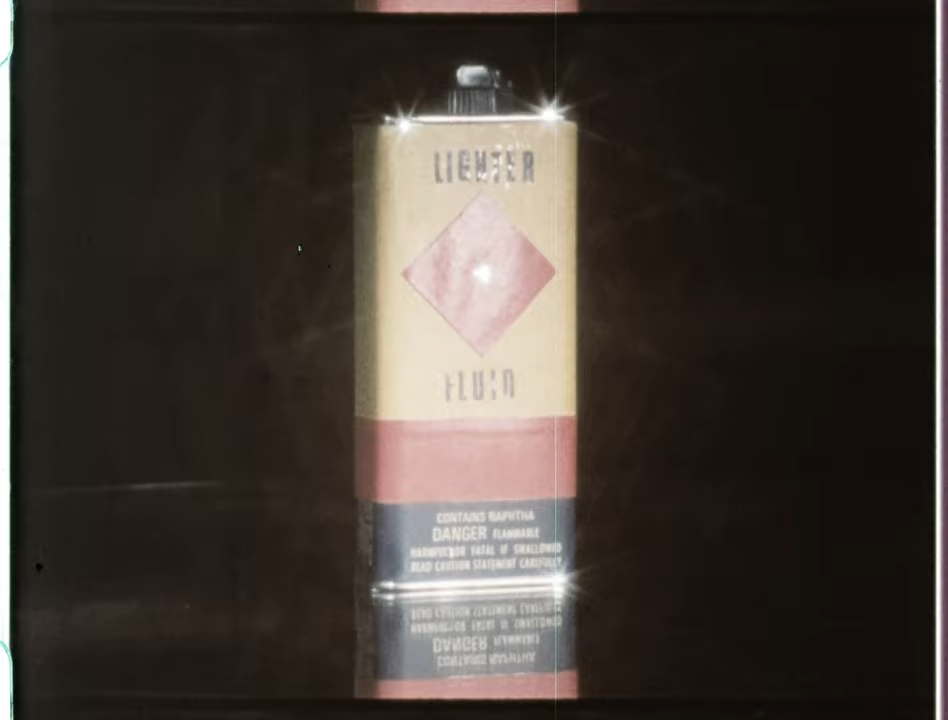 LIGHTER
FLUID
CONTAINS NAPHTHA
DANGER FLAMMABLE
HARMFUL OR FATAL IF SWALLOWED
READ CAUTION STATEMENT CAREFULLY